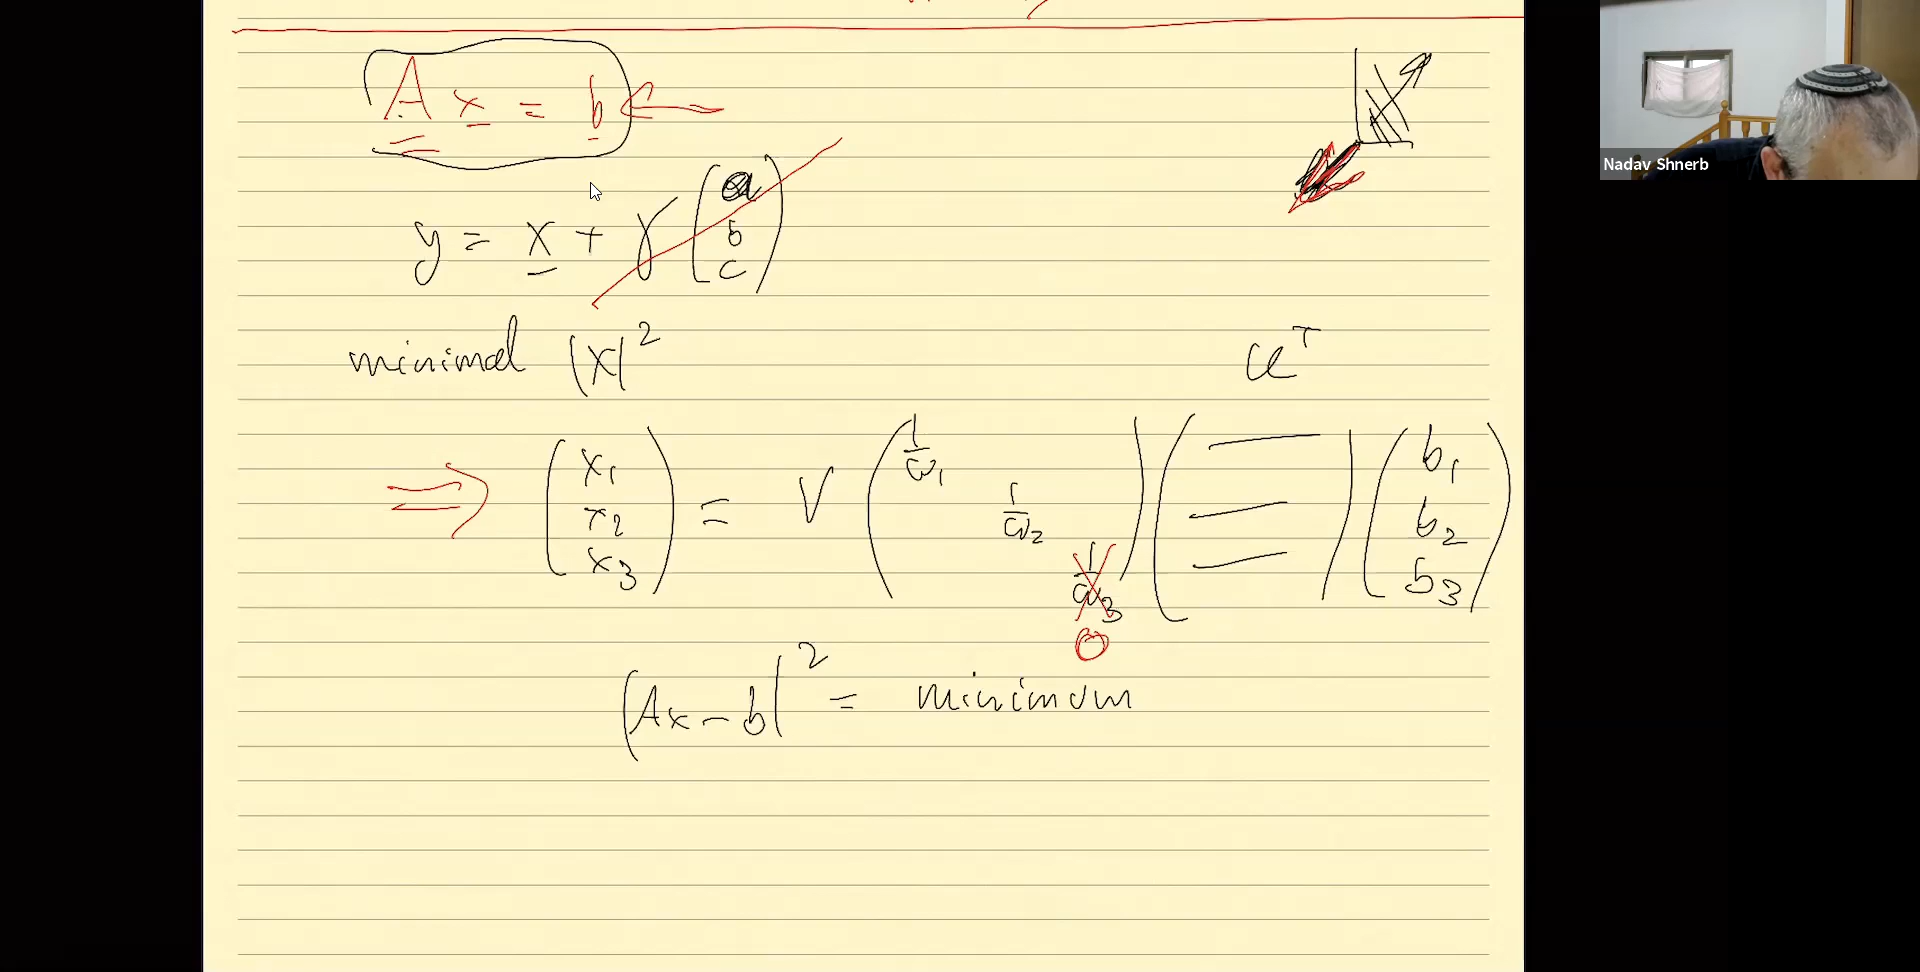 A x = b
Nadav Shnerb
y = x + γ (a b c)
minimal |x|²
uᵀ
⇒ (x₁ x₂ x₃) = V (1/ω₁ 1/ω₂ 1/ω₃ 0) ( ) (b₁ b₂ b₃)
|Ax - b|² = minimum